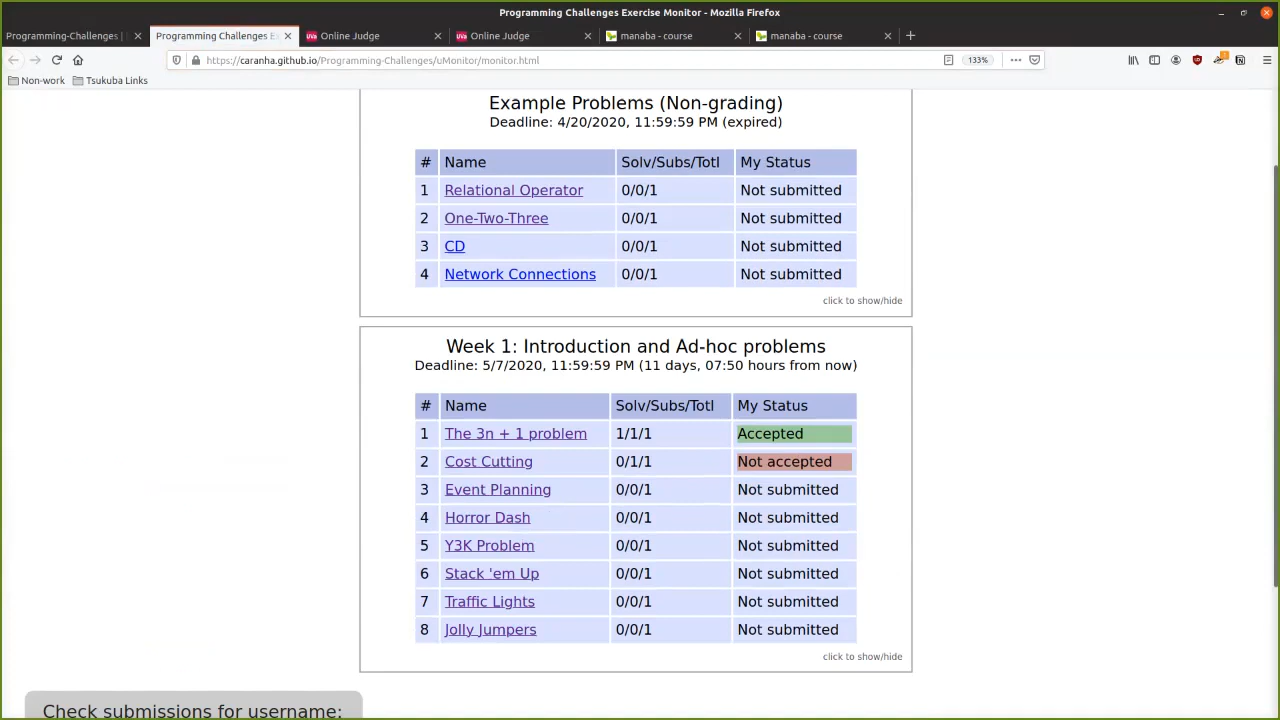 Programming Challenges Exercise Monitor - Mozilla Firefox
Programming-Challenges |
Programming Challenges E
Online Judge
Online Judge
manaba - course
manaba - course
https://caranha.github.io/Programming-Challenges/uMonitor/monitor.html
133%
Non-work
Tsukuba Links
Example Problems (Non-grading)
Deadline: 4/20/2020, 11:59:59 PM (expired)
# Name Solv/Subs/Totl My Status
1 Relational Operator 0/0/1 Not submitted
2 One-Two-Three 0/0/1 Not submitted
3 CD 0/0/1 Not submitted
4 Network Connections 0/0/1 Not submitted
click to show/hide
Week 1: Introduction and Ad-hoc problems
Deadline: 5/7/2020, 11:59:59 PM (11 days, 07:50 hours from now)
# Name Solv/Subs/Totl My Status
1 The 3n + 1 problem 1/1/1 Accepted
2 Cost Cutting 0/1/1 Not accepted
3 Event Planning 0/0/1 Not submitted
4 Horror Dash 0/0/1 Not submitted
5 Y3K Problem 0/0/1 Not submitted
6 Stack 'em Up 0/0/1 Not submitted
7 Traffic Lights 0/0/1 Not submitted
8 Jolly Jumpers 0/0/1 Not submitted
click to show/hide
Check submissions for username: